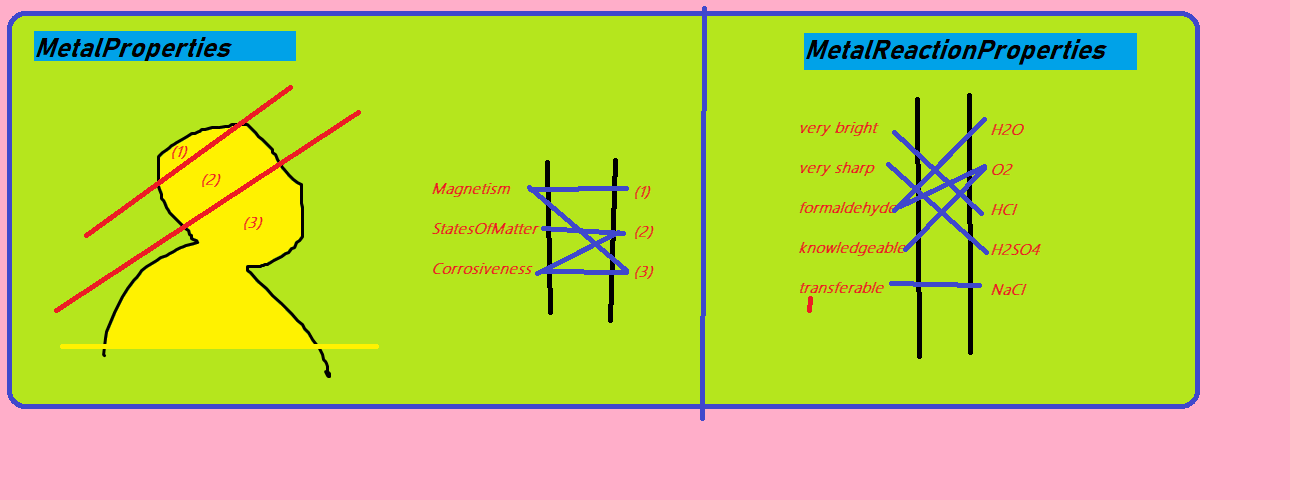 MetalProperties
(1)
(2)
(3)
Magnetism (1)
StatesOfMatter (2)
Corrosiveness (3)
MetalReactionProperties
very bright H2O
very sharp O2
formaldehyde HCl
knowledgeable H2SO4
transferable NaCl